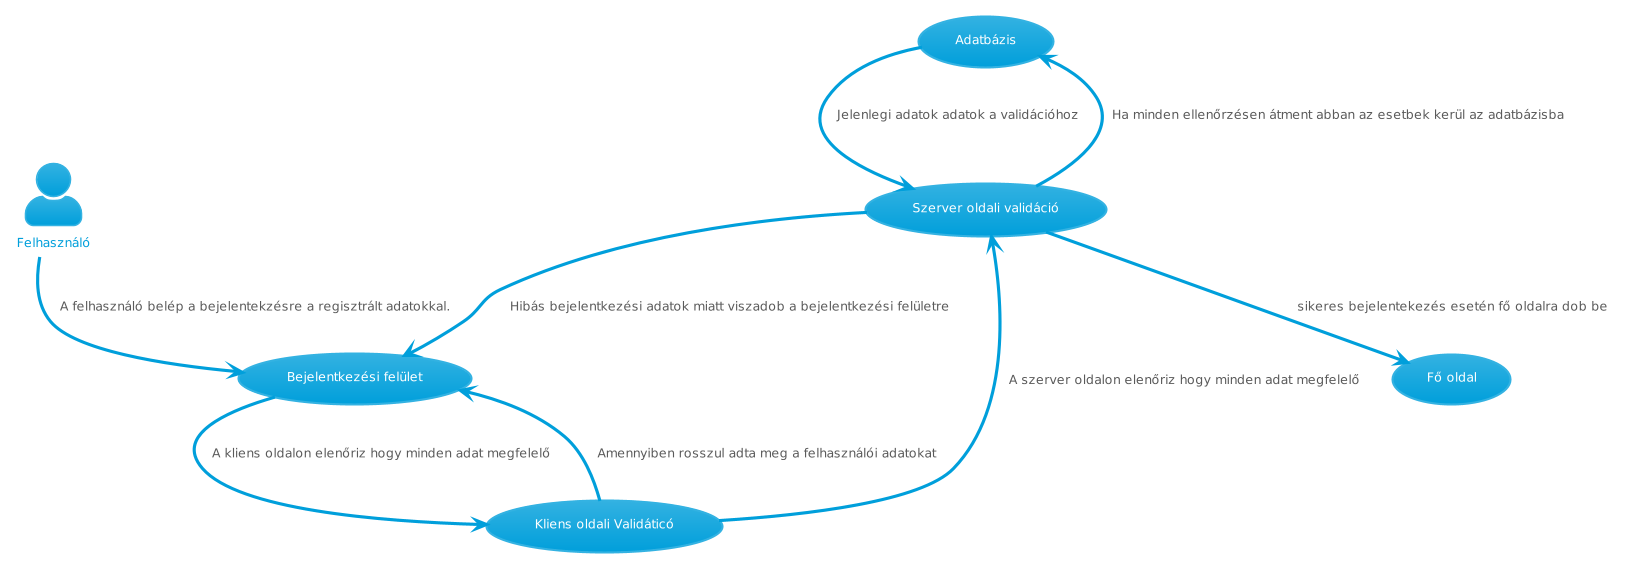 Adatbázis
Jelenlegi adatok adatok a validációhoz
Ha minden ellenőrzésen átment abban az esetbek kerül az adatbázisba
Szerver oldali validáció
Felhasználó
A felhasználó belép a bejelentekzésre a regisztrált adatokkal.
Hibás bejelentkezési adatok miatt viszadob a bejelentkezési felületre
sikeres bejelentekezés esetén fő oldalra dob be
Bejelentkezési felület
A szerver oldalon elenőriz hogy minden adat megfelelő
Fő oldal
A kliens oldalon elenőriz hogy minden adat megfelelő
Amennyiben rosszul adta meg a felhasználói adatokat
Kliens oldali Validáticó